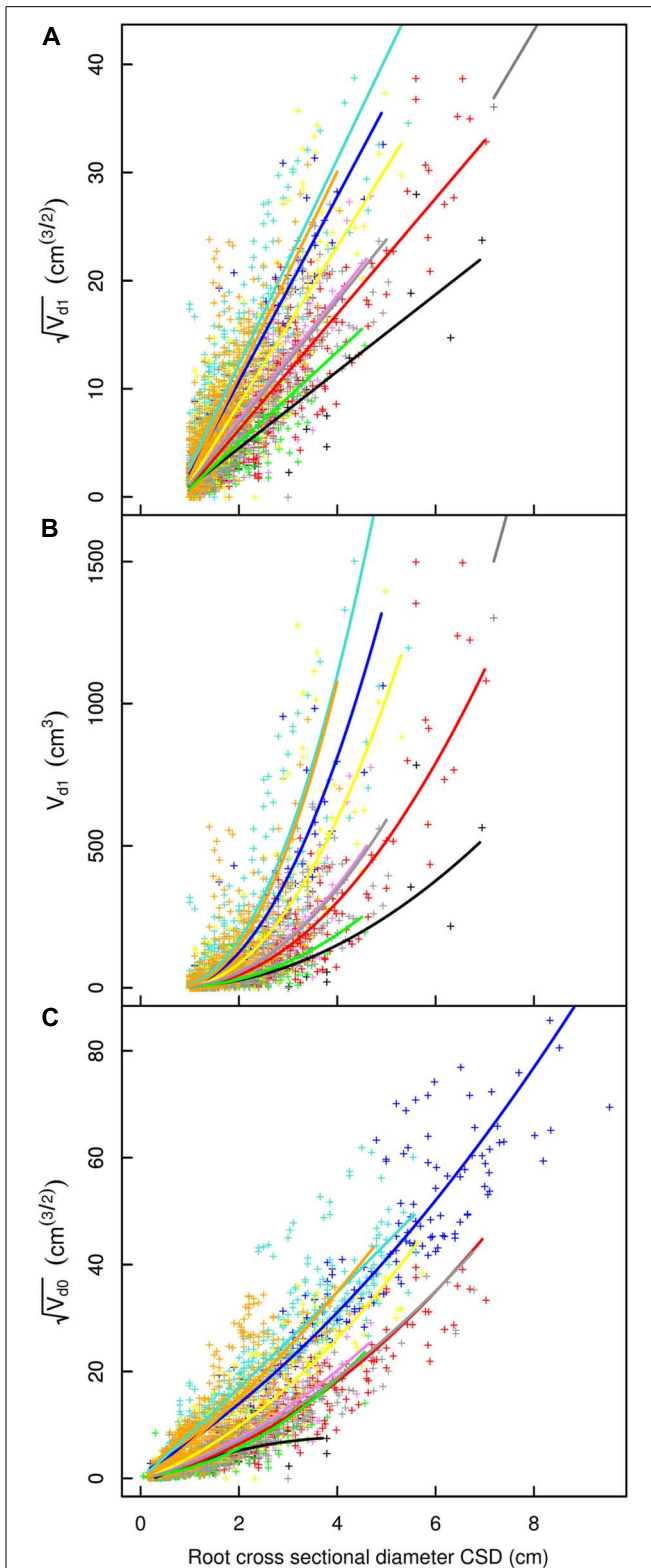 A
√Vd1 (cm(3/2))
40
30
20
10
0
B
Vd1 (cm3)
1500
1000
500
0
C
√Vd0 (cm(3/2))
80
60
40
20
0
0 2 4 6 8
Root cross sectional diameter CSD (cm)